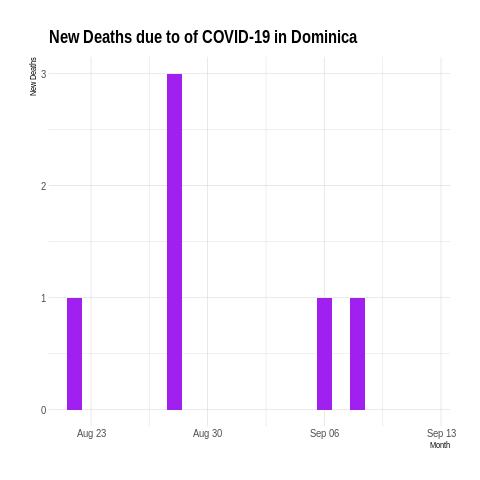 New Deaths due to of COVID-19 in Dominica
New Deaths
3
2
1
0
Aug 23 Aug 30 Sep 06 Sep 13
Month